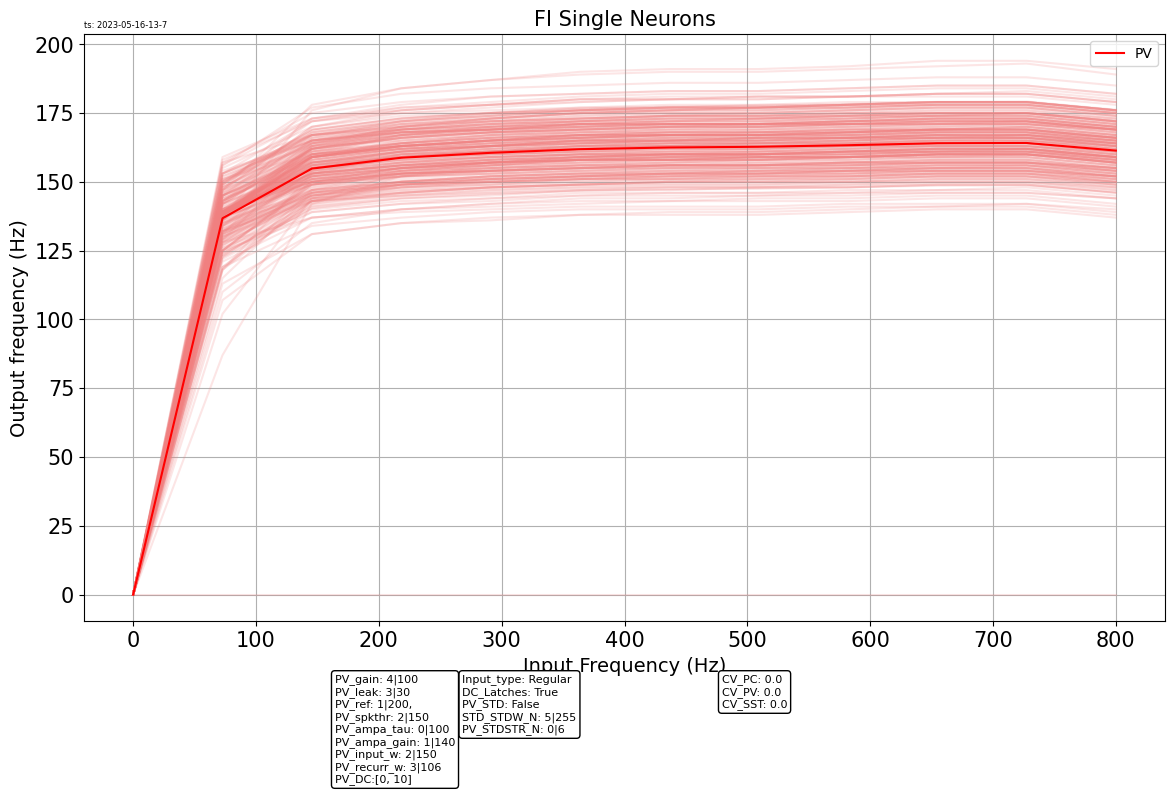 FI Single Neurons
ts: 2023-05-16-13-7
PV
200
175
150
125
100
75
50
25
0
Output frequency (Hz)
0 100 200 300 400 500 600 700 800
Input Frequency (Hz)
PV_gain: 4|100
PV_leak: 3|30
PV_ref: 1|200,
PV_spkthr: 2|150
PV_ampa_tau: 0|100
PV_ampa_gain: 1|140
PV_input_w: 2|150
PV_recurr_w: 3|106
PV_DC:[0, 10]
Input_type: Regular
DC_Latches: True
PV_STD: False
STD_STDW_N: 5|255
PV_STDSTR_N: 0|6
CV_PC: 0.0
CV_PV: 0.0
CV_SST: 0.0